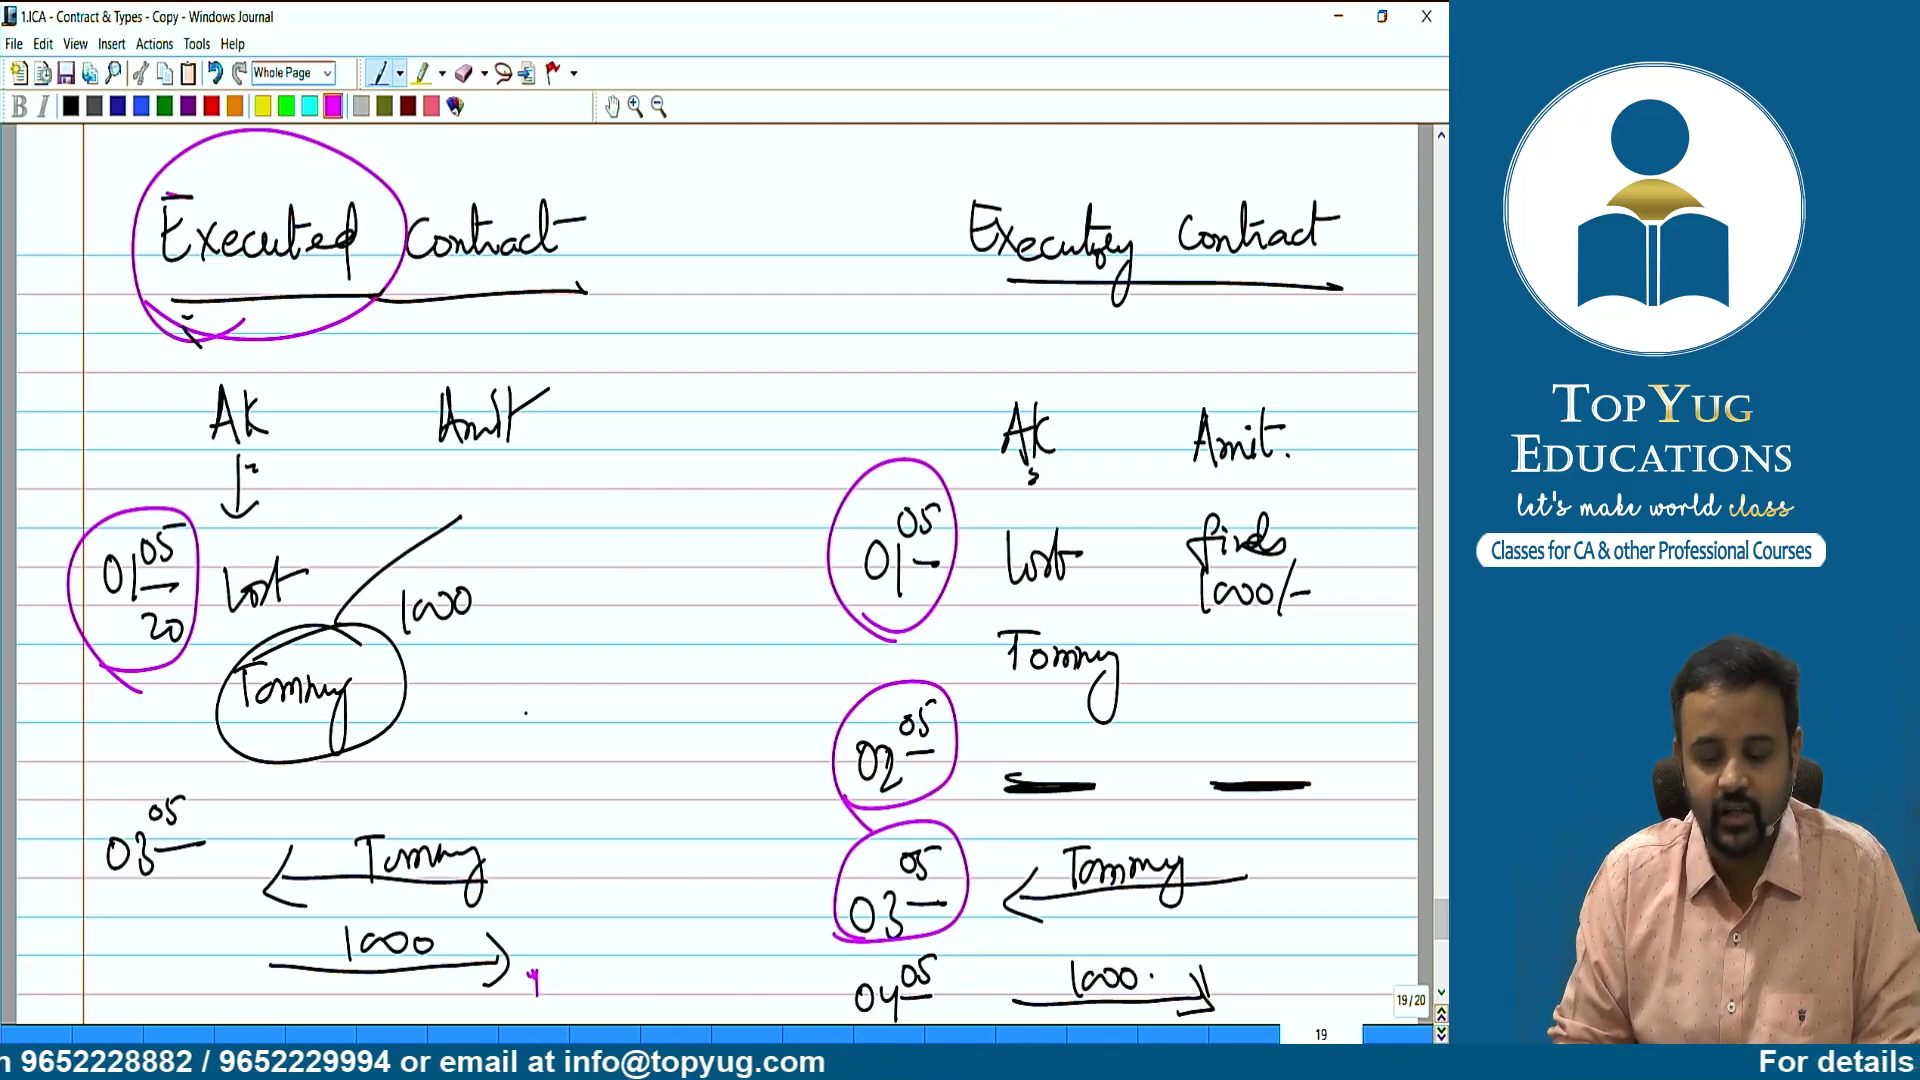 1.ICA - Contract & Types - Copy - Windows Journal
File Edit View Insert Actions Tools Help
Whole Page
B I
Executed Contract
Executory Contract
AK Amit
AK Amit.
01 05 20
Lost 1000
Tommy
01 05
Lost finds
1000/-
Tommy
02 05
03 05
Tommy
1000
03 05
Tommy
04 05
1000.
19/20
19
TOPYUG
EDUCATIONS
let's make world class
Classes for CA & other Professional Courses
n 9652228882 / 9652229994 or email at info@topyug.com
For details